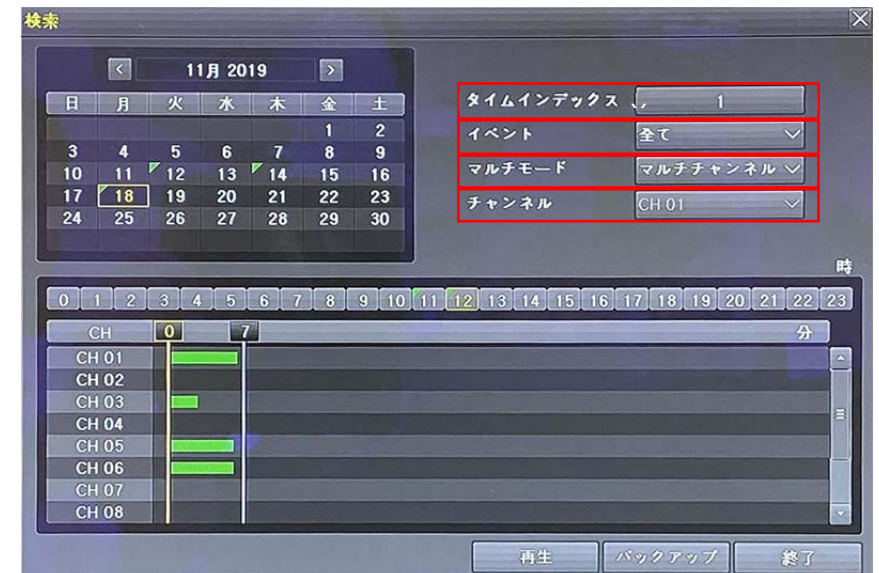 検索
11月 2019
日 月 火 水 木 金 土
1 2
3 4 5 6 7 8 9
10 11 12 13 14 15 16
17 18 19 20 21 22 23
24 25 26 27 28 29 30
タイムインデックス 1
イベント 全て
マルチモード マルチチャンネル
チャンネル CH 01
時
0 1 2 3 4 5 6 7 8 9 10 11 12 13 14 15 16 17 18 19 20 21 22 23
CH 0 7 分
CH 01
CH 02
CH 03
CH 04
CH 05
CH 06
CH 07
CH 08
再生 バックアップ 終了